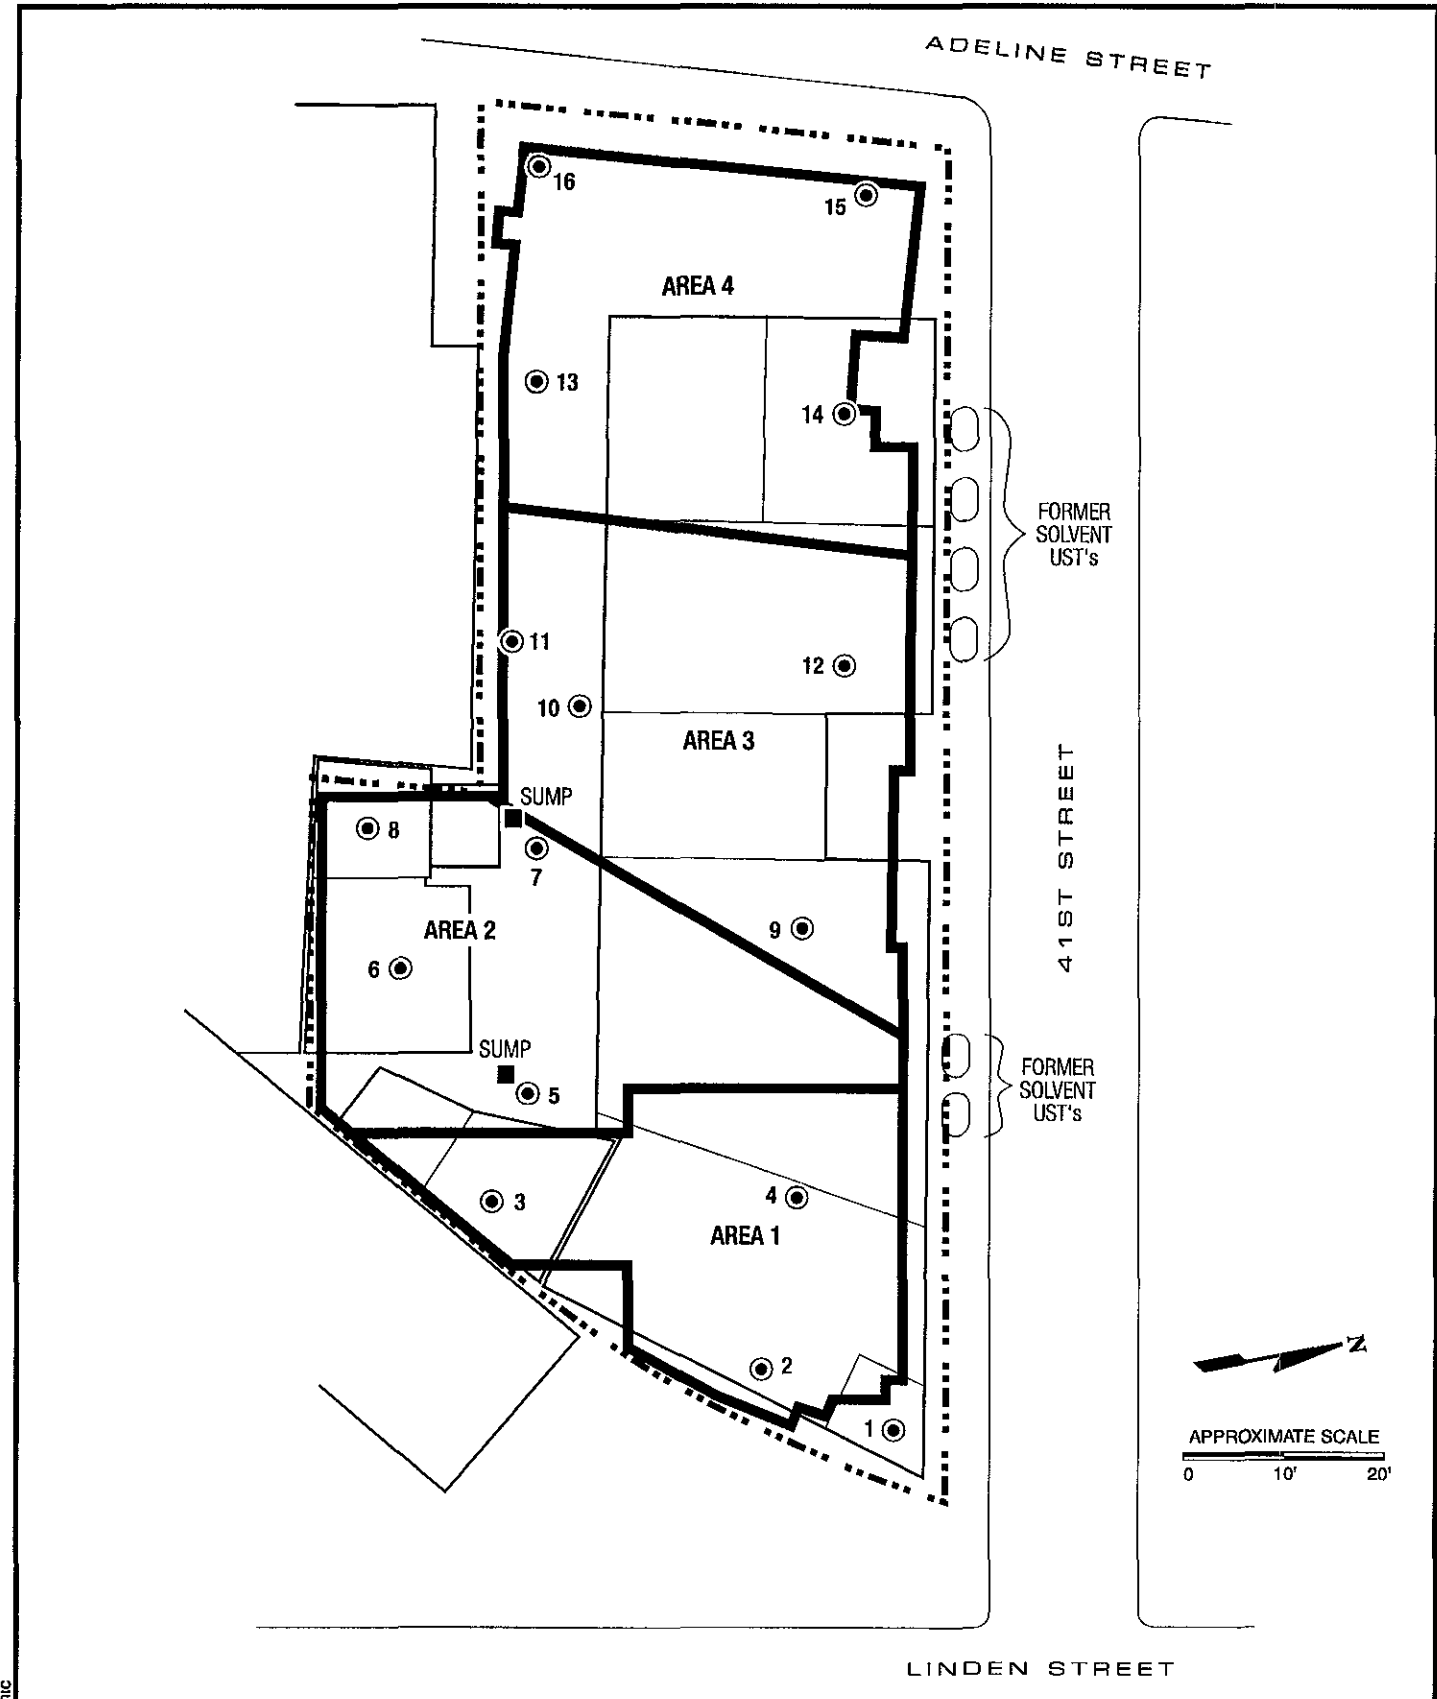 ADELINE STREET
16
15
AREA 4
13
14
FORMER
SOLVENT
UST's
11
12
10
AREA 3
SUMP
8
7
41ST STREET
AREA 2
9
6
SUMP
5
FORMER
SOLVENT
UST's
3
4
AREA 1
2
N
1
APPROXIMATE SCALE
0 10' 20'
LINDEN STREET